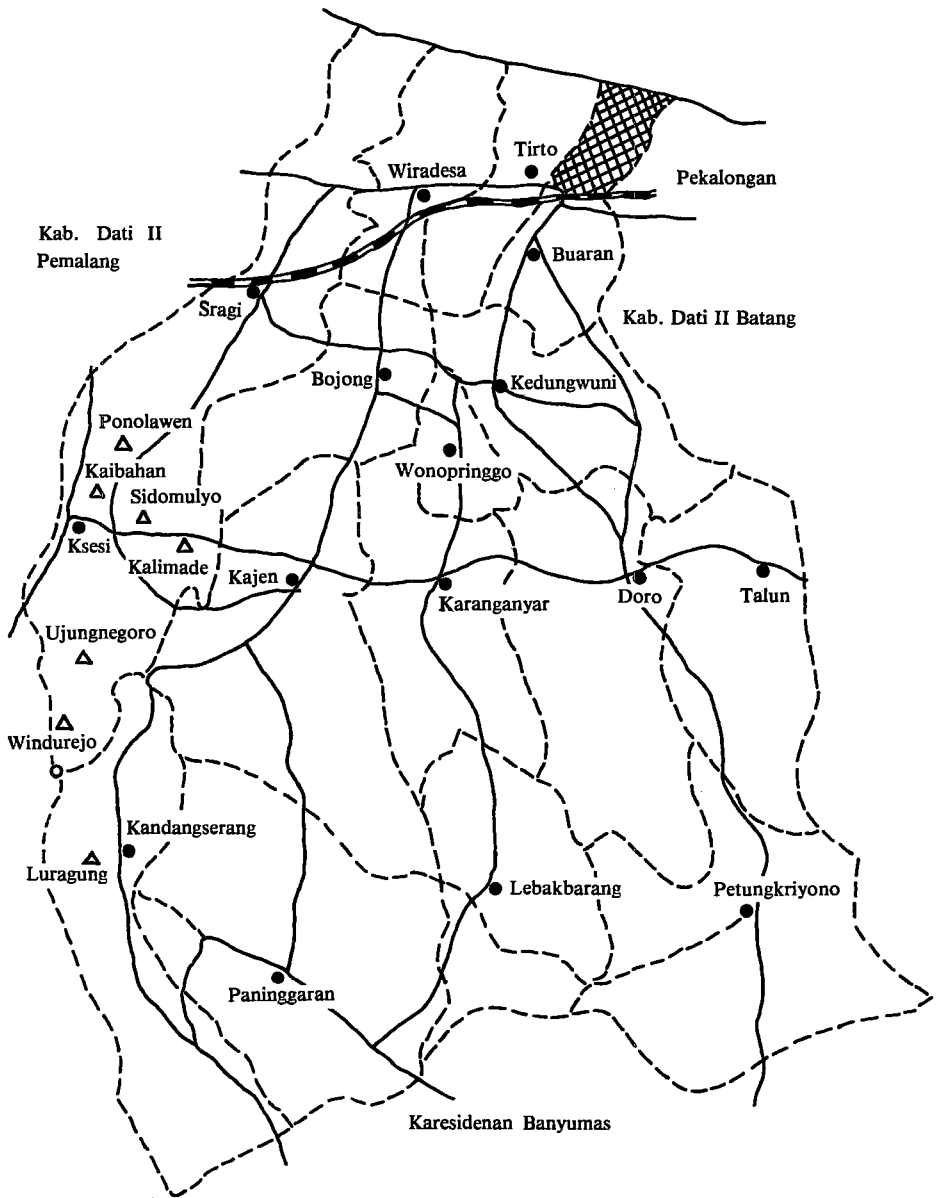 Tirto
Wiradesa
Pekalongan
Kab. Dati II
Pemalang
Buaran
Sragi
Kab. Dati II Batang
Bojong
Kedungwuni
Ponolawen
Wonopringgo
Kaibahan
Sidomulyo
Ksesi
Kalimade
Kajen
Karanganyar
Doro
Talun
Ujungnegoro
Windurejo
Kandangserang
Luragung
Lebakbarang
Petungkriyono
Paninggaran
Karesidenan Banyumas